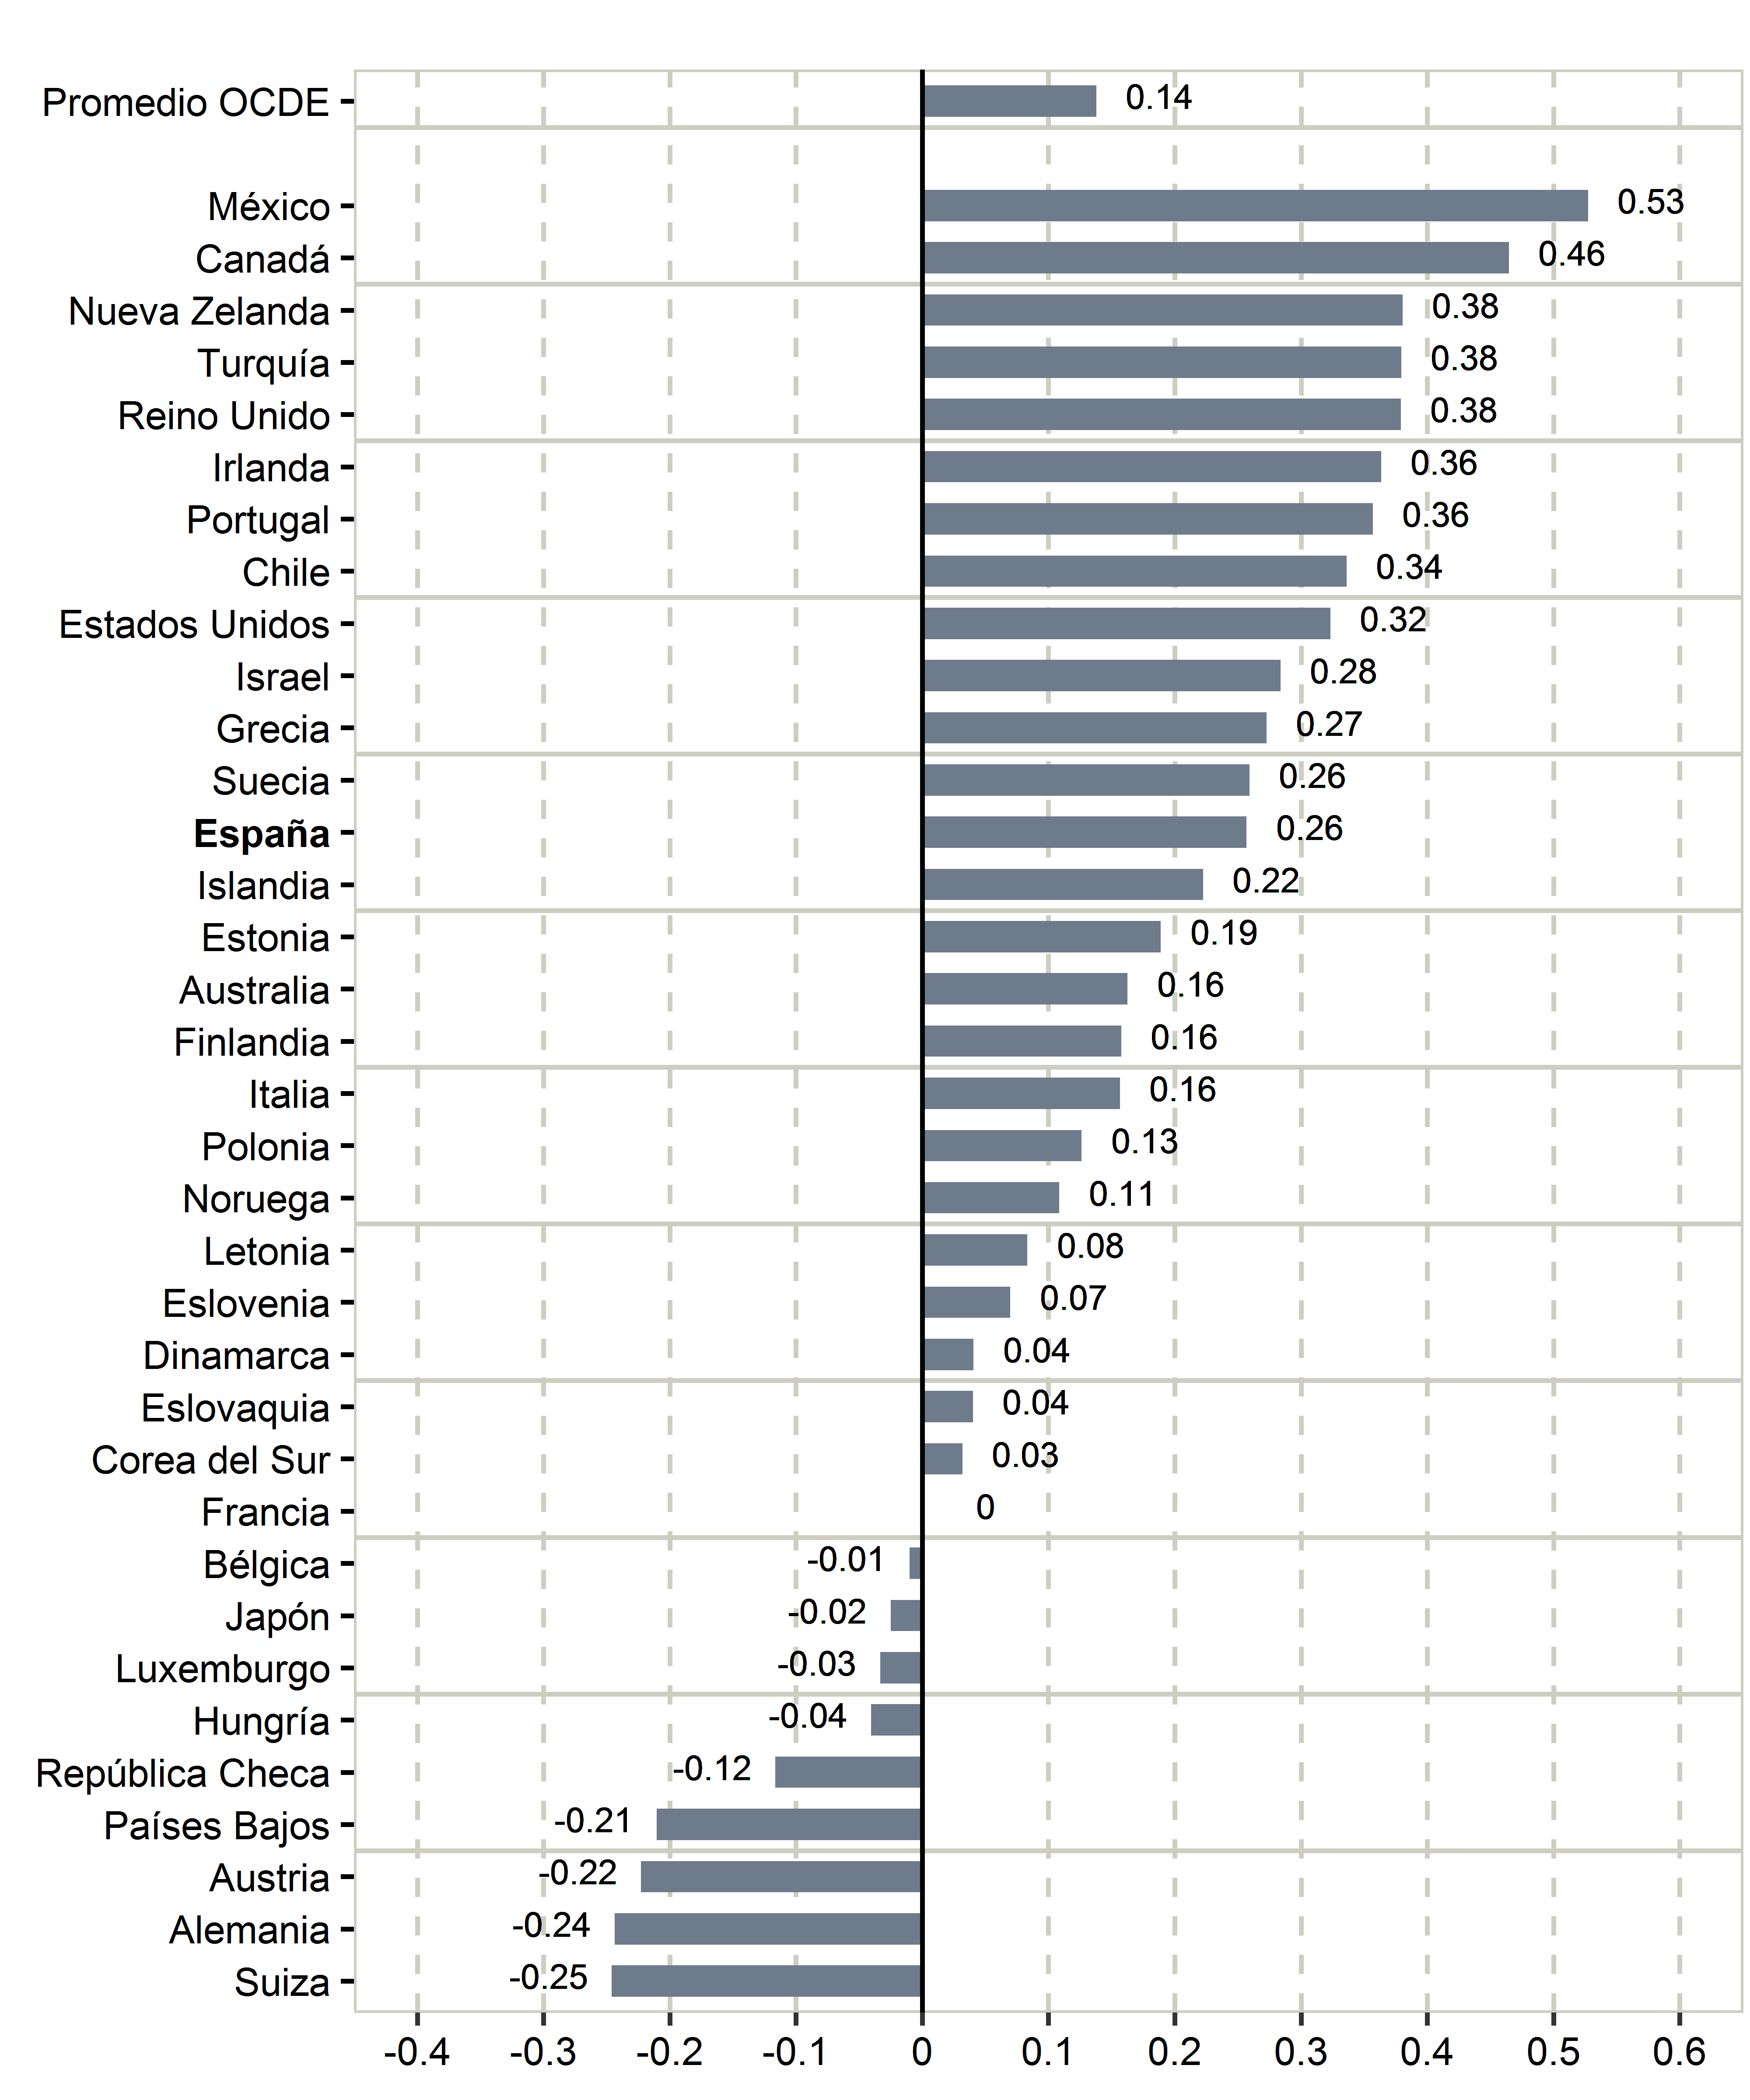 Promedio OCDE 0.14
México 0.53
Canadá 0.46
Nueva Zelanda 0.38
Turquía 0.38
Reino Unido 0.38
Irlanda 0.36
Portugal 0.36
Chile 0.34
Estados Unidos 0.32
Israel 0.28
Grecia 0.27
Suecia 0.26
España 0.26
Islandia 0.22
Estonia 0.19
Australia 0.16
Finlandia 0.16
Italia 0.16
Polonia 0.13
Noruega 0.11
Letonia 0.08
Eslovenia 0.07
Dinamarca 0.04
Eslovaquia 0.04
Corea del Sur 0.03
Francia 0
Bélgica -0.01
Japón -0.02
Luxemburgo -0.03
Hungría -0.04
República Checa -0.12
Países Bajos -0.21
Austria -0.22
Alemania -0.24
Suiza -0.25
-0.4 -0.3 -0.2 -0.1 0 0.1 0.2 0.3 0.4 0.5 0.6